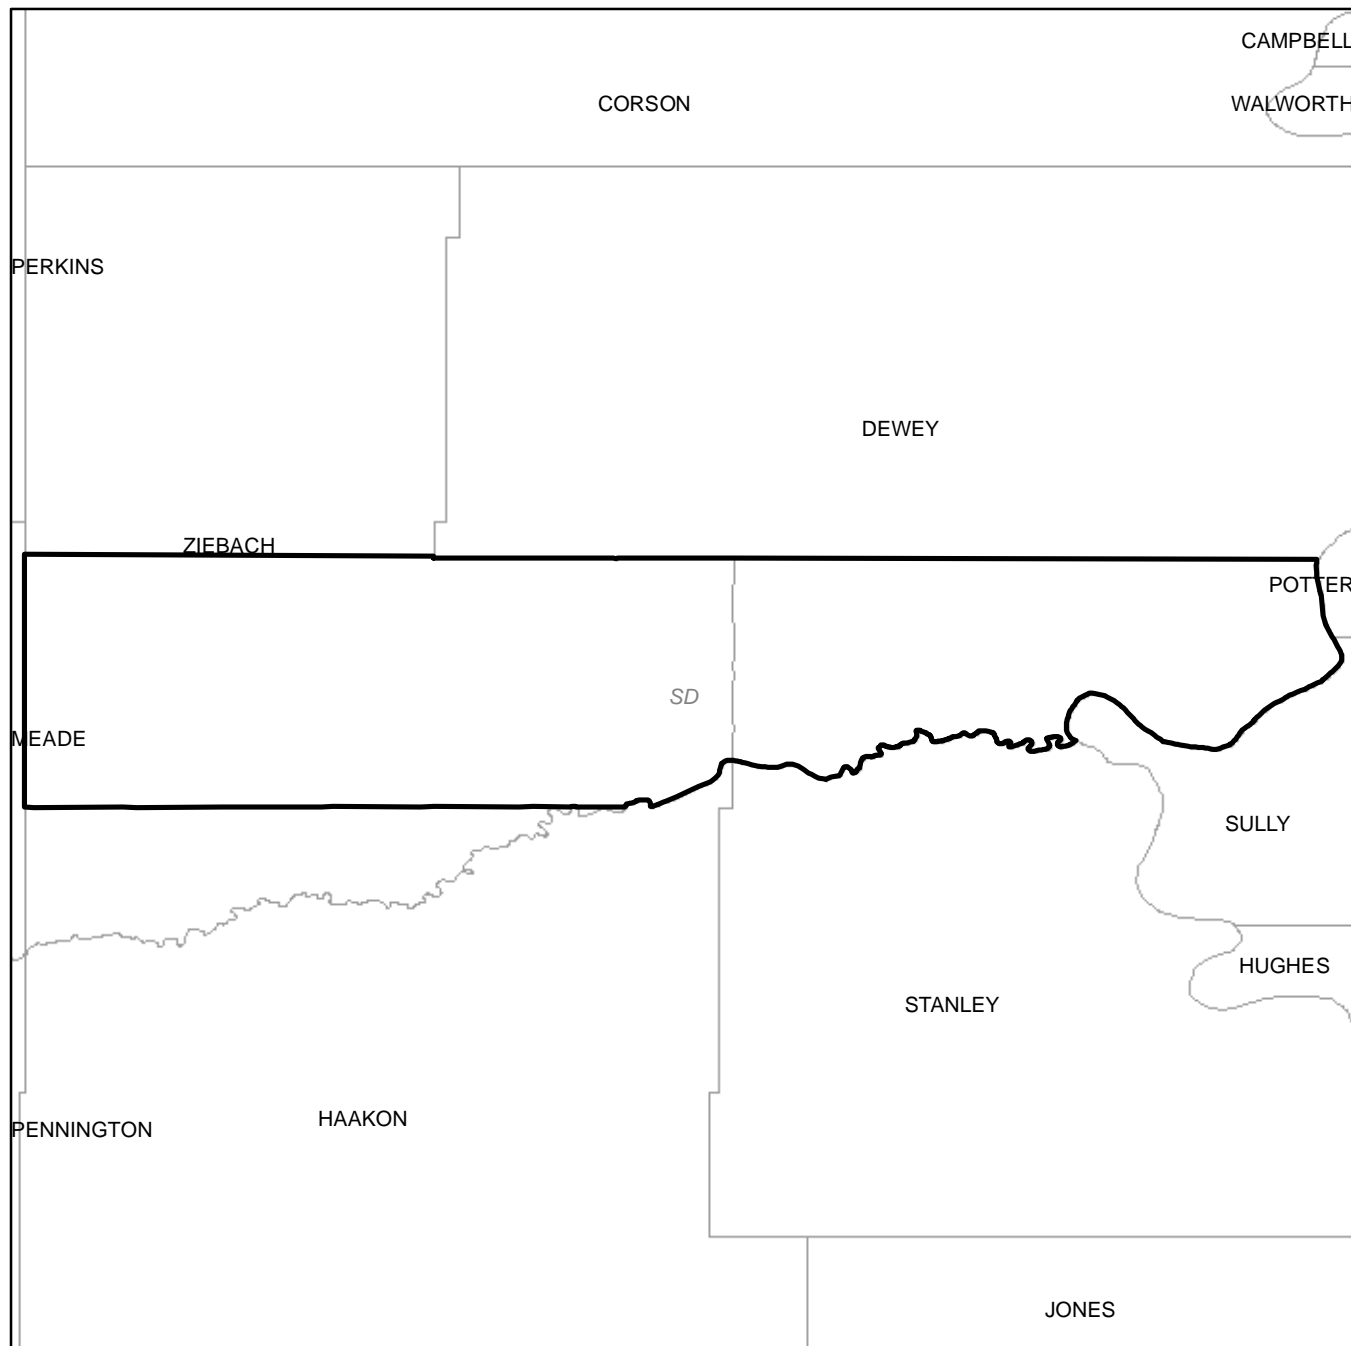 CAMPBELL
CORSON
WALWORTH
PERKINS
DEWEY
ZIEBACH
POTTER
SD
MEADE
SULLY
HUGHES
STANLEY
HAAKON
PENNINGTON
JONES